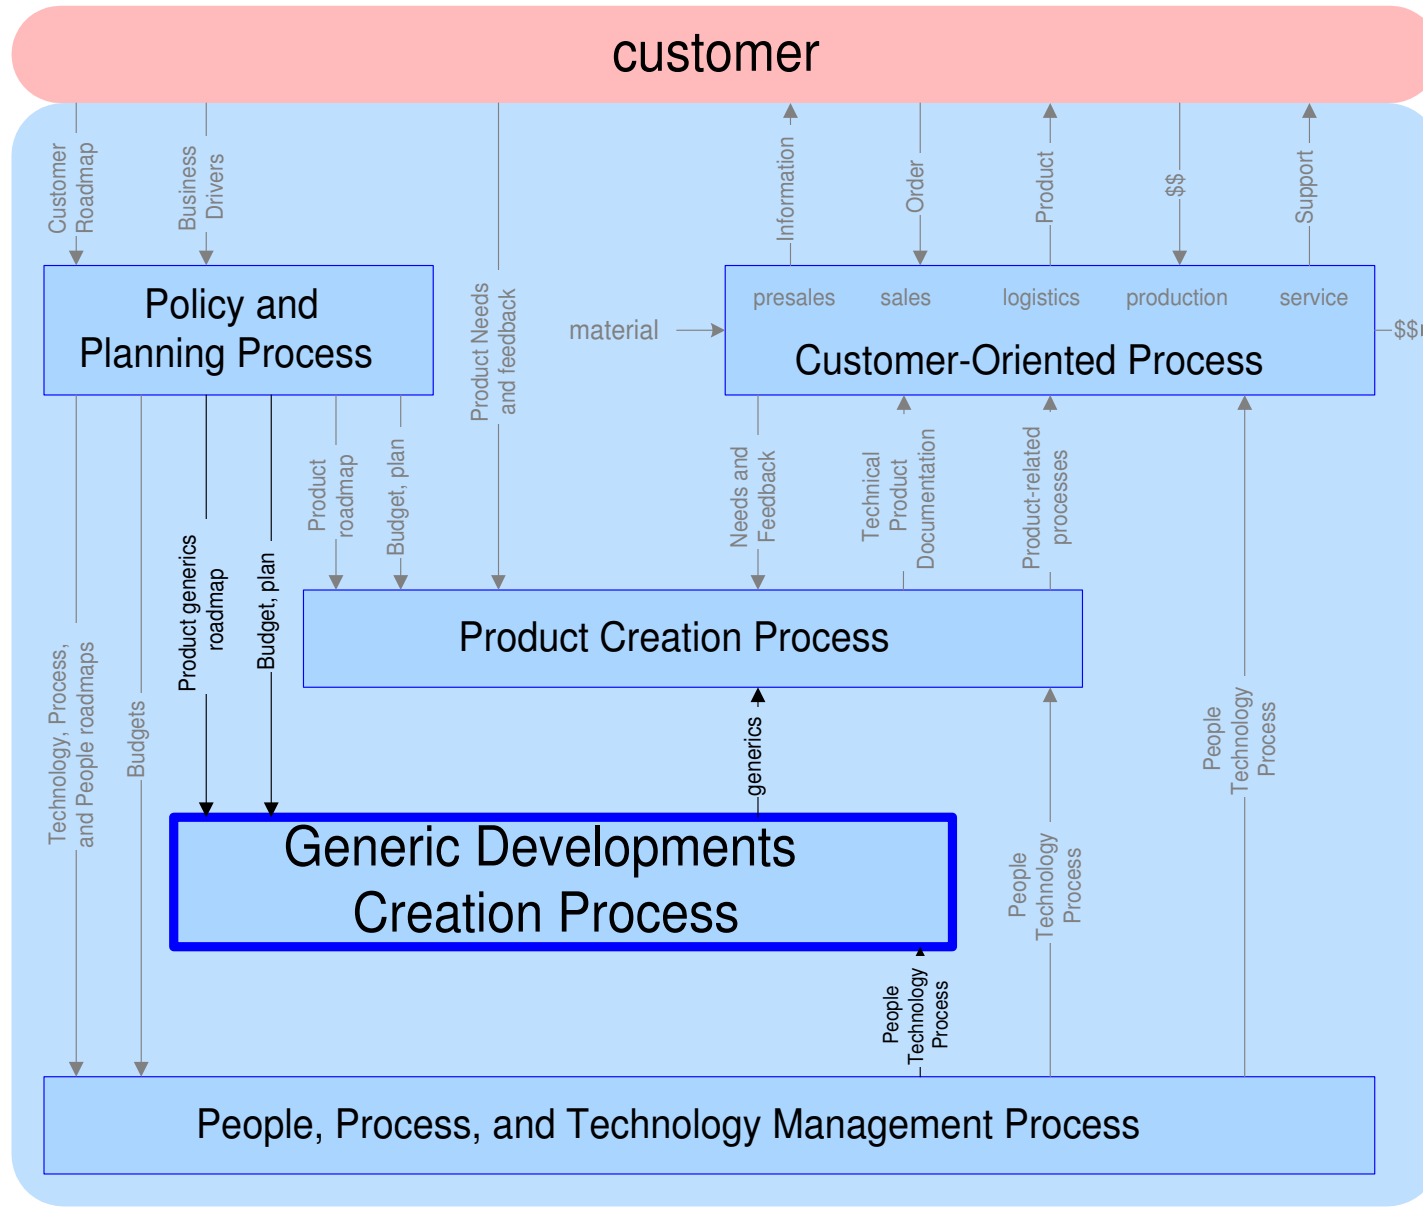 customer
Customer
Roadmap
Business
Drivers
Product Needs
and feedback
Information
Order
Product
$$
Support
Policy and
Planning Process
presales
sales
logistics
production
service
material
Customer-Oriented Process
$$
Technology, Process,
and People roadmaps
Budgets
Product generics
roadmap
Budget, plan
Product
roadmap
Budget, plan
Needs and
Feedback
Technical
Product
Documentation
Product-related
processes
People
Technology
Process
Product Creation Process
generics
People
Technology
Process
Generic Developments
Creation Process
People
Technology
Process
People, Process, and Technology Management Process